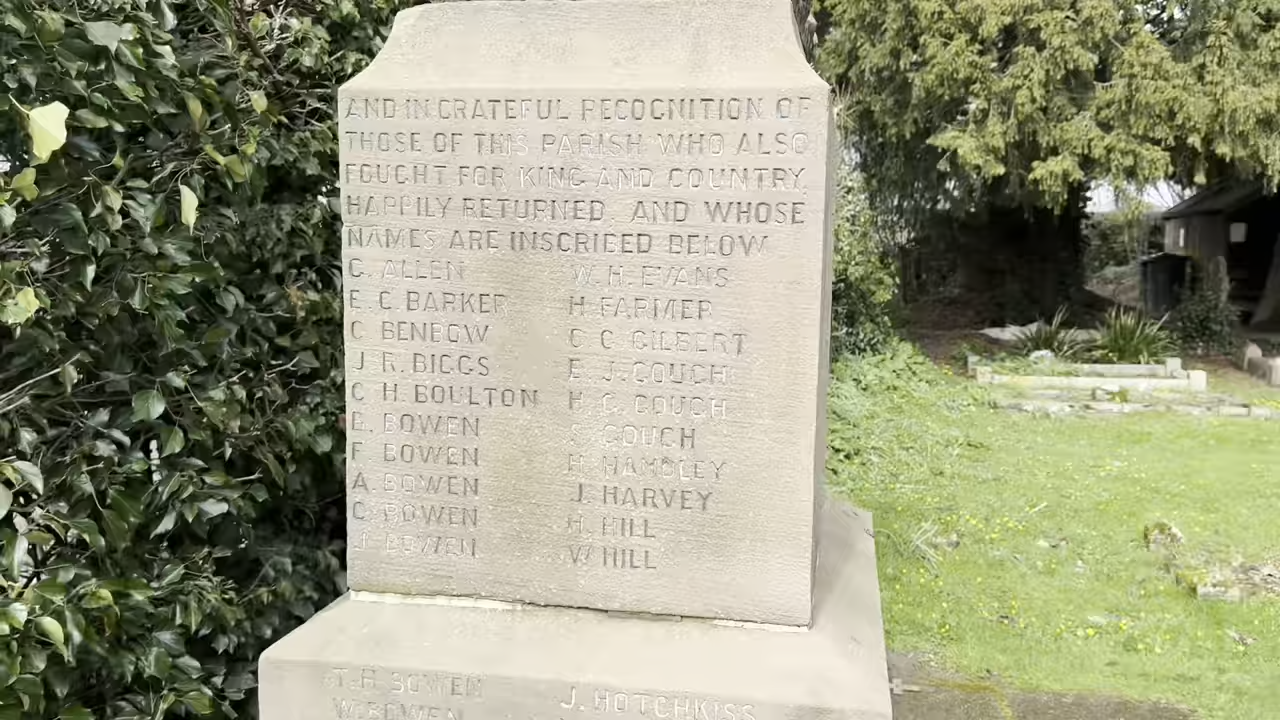 AND IN GRATEFUL RECOGNITION OF
THOSE OF THIS PARISH WHO ALSO
FOUGHT FOR KING AND COUNTRY,
HAPPILY RETURNED, AND WHOSE
NAMES ARE INSCRIBED BELOW
C. ALLEN
E. C. BARKER
C BENBOW
J. R. BIGGS
C H BOULTON
B. BOWEN
F. BOWEN
A. BOWEN
C. BOWEN
J. BOWEN
W. H. EVANS
H. FARMER
C. C. GILBERT
E. J. GOUCH
H. G. GOUCH
S. GOUCH
H. HANDLEY
J. HARVEY
H. HILL
W. HILL
T. H. BOWEN
W. BOWEN
J. HOTCHKISS